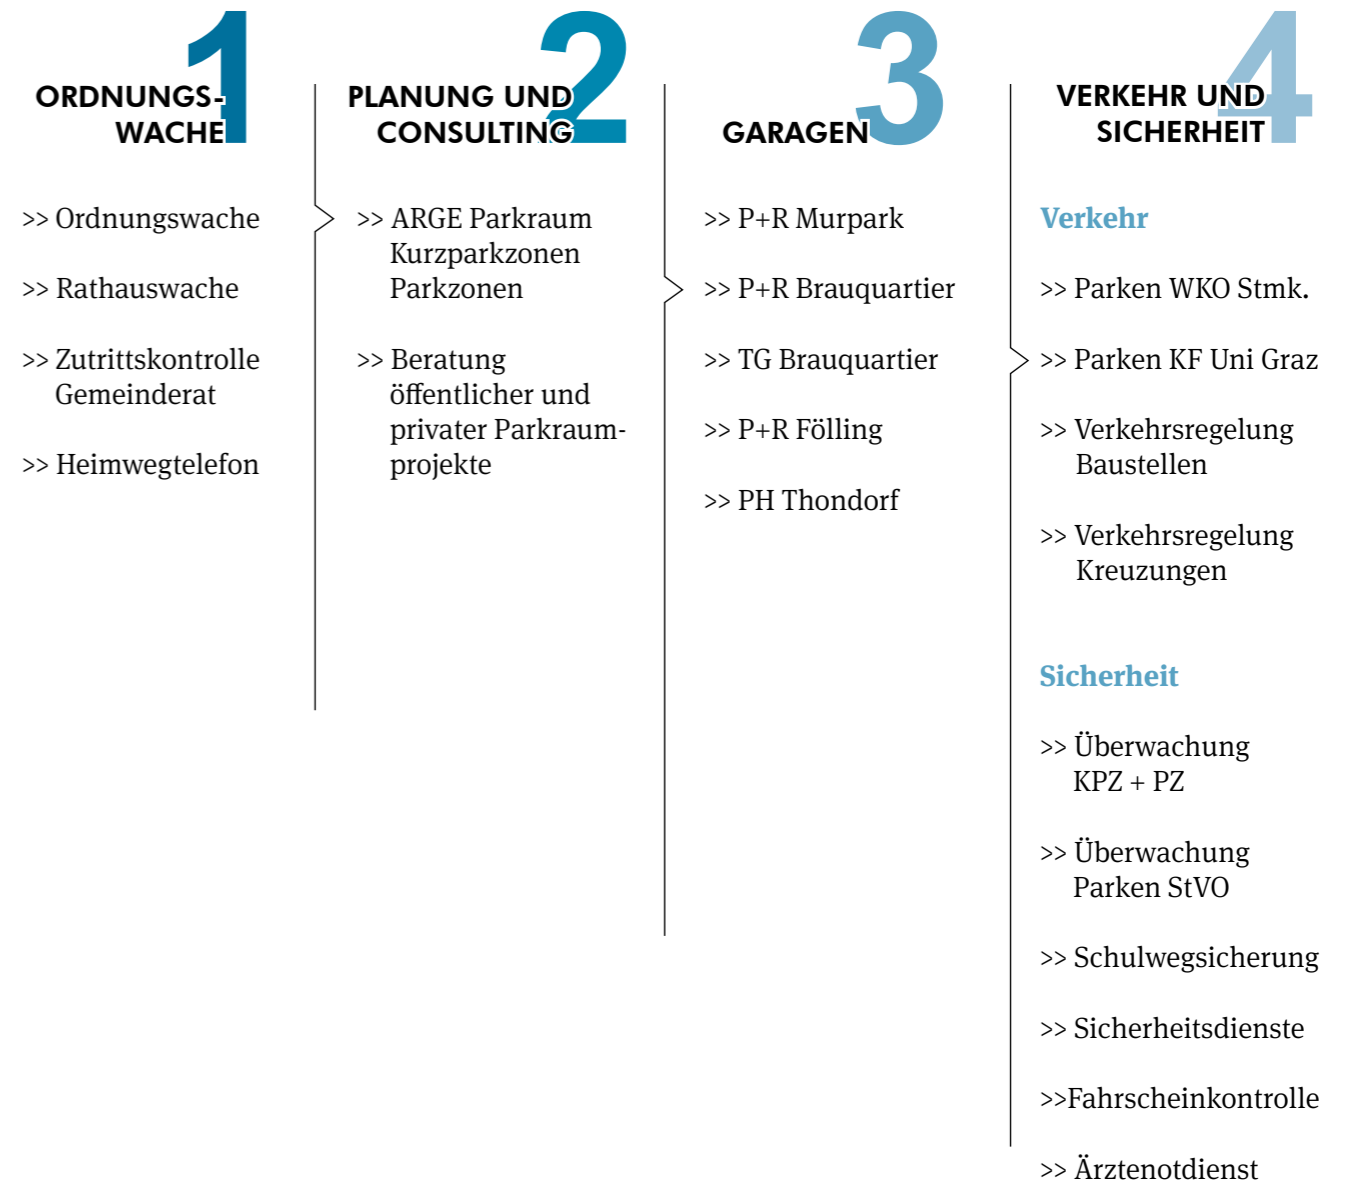 1
ORDNUNGS-
WACHE
>> Ordnungswache
>> Rathauswache
>> Zutrittskontrolle
Gemeinderat
>> Heimwegtelefon
2
PLANUNG UND
CONSULTING
>> ARGE Parkraum
Kurzparkzonen
Parkzonen
>> Beratung
öffentlicher und
privater Parkraum-
projekte
3
GARAGEN
>> P+R Murpark
>> P+R Brauquartier
>> TG Brauquartier
>> P+R Fölling
>> PH Thondorf
4
VERKEHR UND
SICHERHEIT
Verkehr
>> Parken WKO Stmk.
>> Parken KF Uni Graz
>> Verkehrsregelung
Baustellen
>> Verkehrsregelung
Kreuzungen
Sicherheit
>> Überwachung
KPZ + PZ
>> Überwachung
Parken StVO
>> Schulwegsicherung
>> Sicherheitsdienste
>>Fahrscheinkontrolle
>> Ärztenotdienst